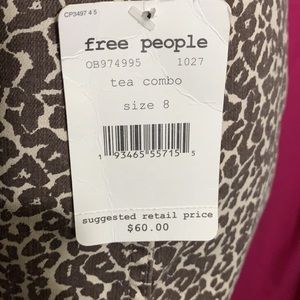 CP3497 4 5
free people
OB974995 1027
tea combo
size 8
1 93465 55715 5
suggested retail price
$60.00